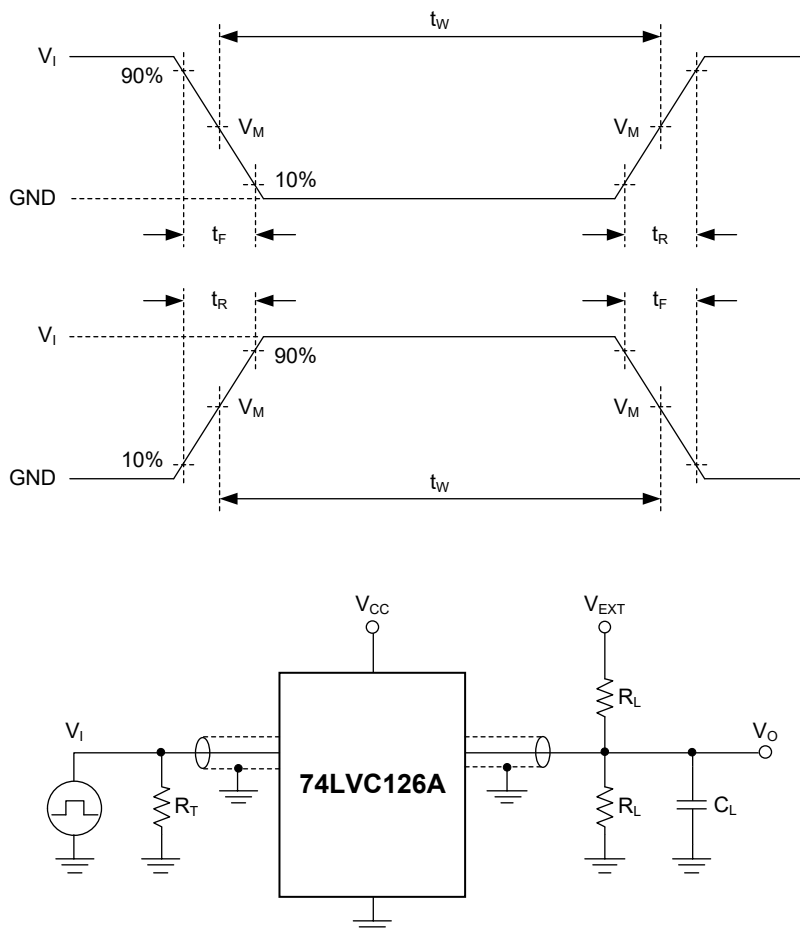 tW
VI
90%
VM
VM
10%
GND
tF
tR
tR
tF
VI
90%
VM
VM
10%
GND
tW
VCC
VEXT
RL
VI
VO
74LVC126A
RT
RL
CL